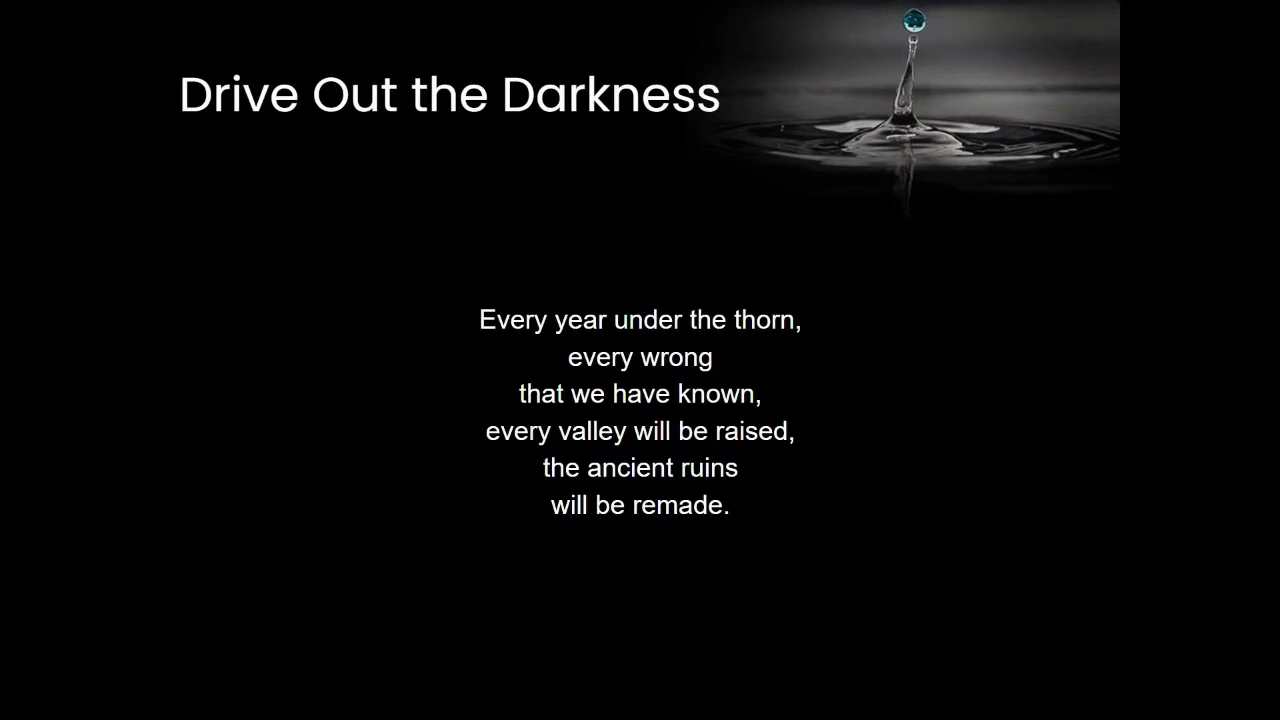 Drive Out the Darkness
Every year under the thorn,
every wrong
that we have known,
every valley will be raised,
the ancient ruins
will be remade.